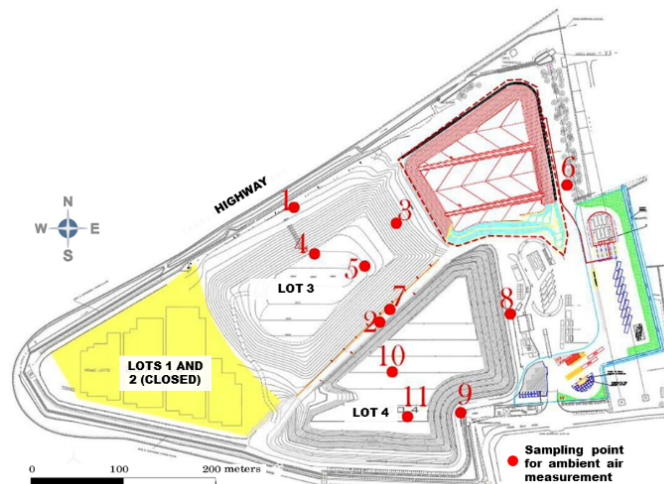 HIGHWAY
N
W E
S
1
3
4
5
6
LOT 3
7
2
8
10
LOTS 1 AND
2 (CLOSED)
11
9
LOT 4
Sampling point
for ambient air
measurement
0 100 200 meters